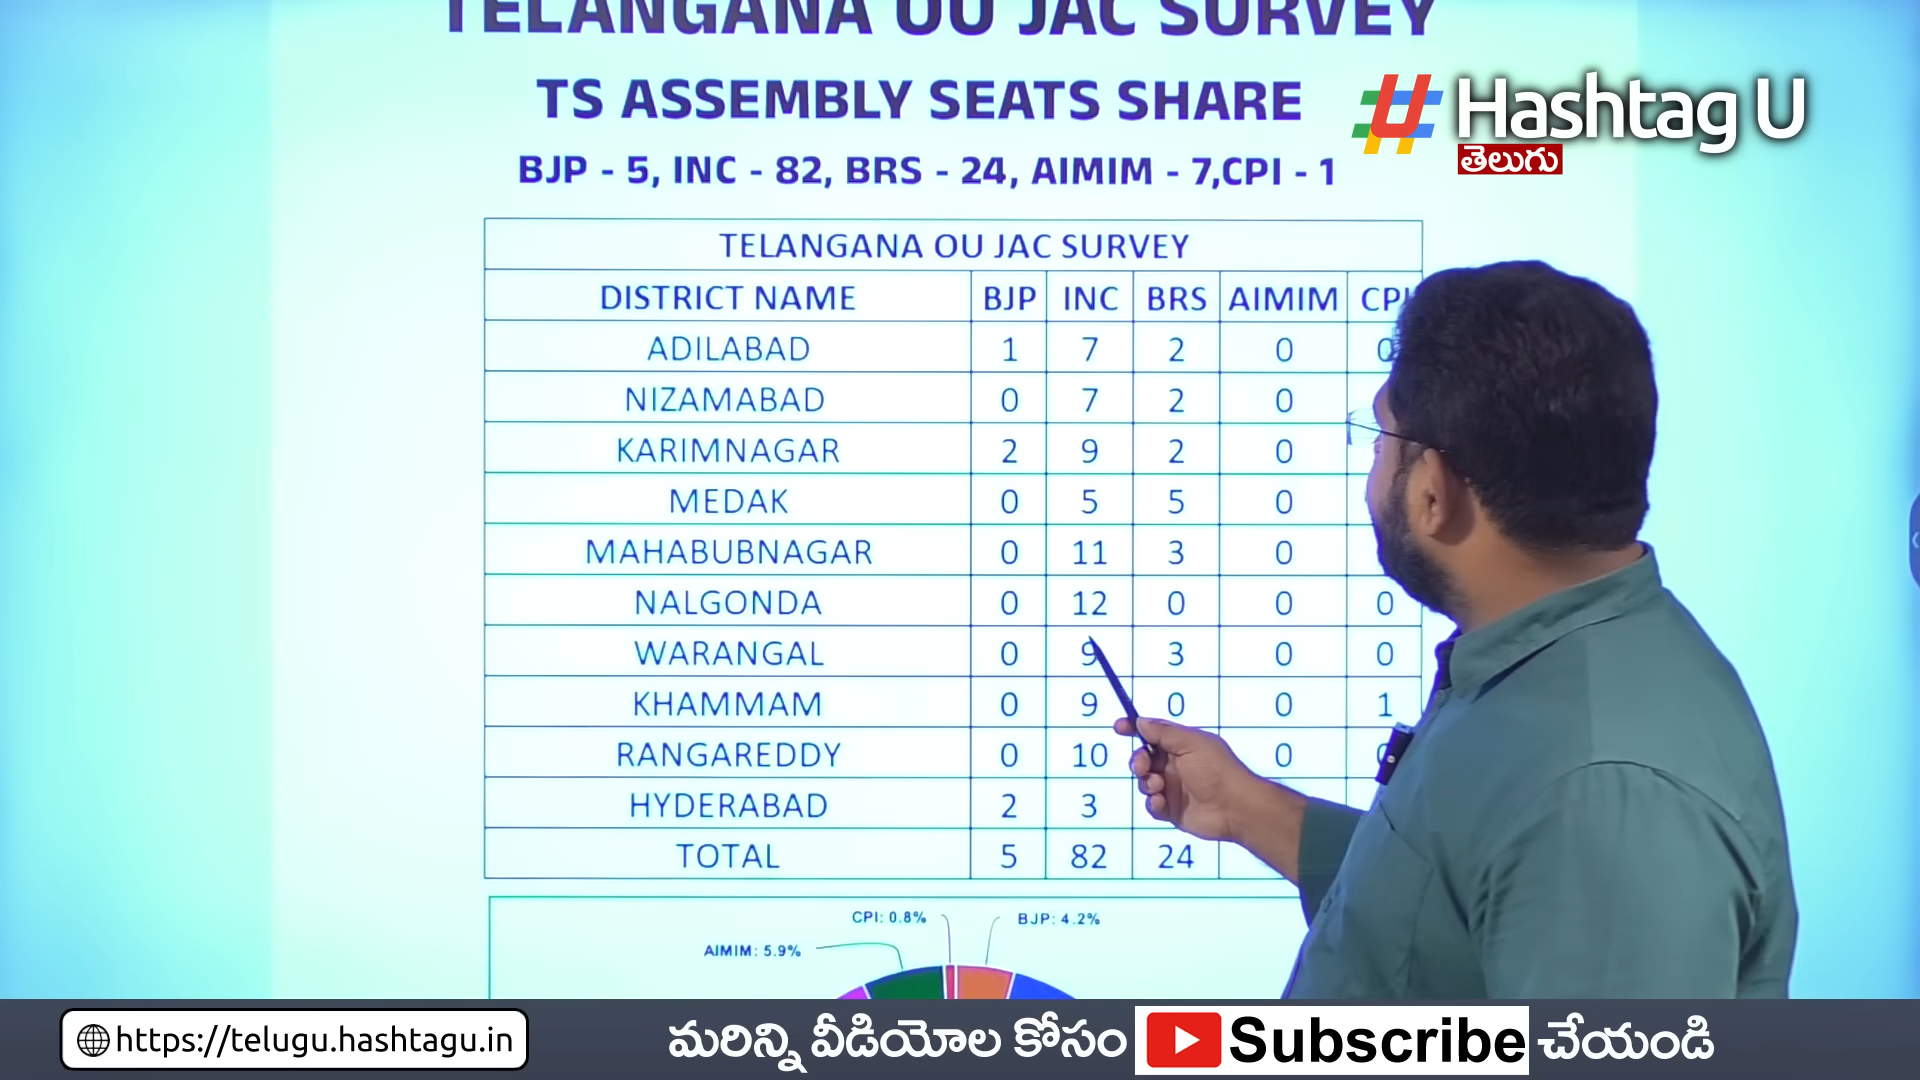 TELANGANA OU JAC SURVEY
TS ASSEMBLY SEATS SHARE
BJP - 5, INC - 82, BRS - 24, AIMIM - 7,CPI - 1
Hashtag U
తెలుగు
TELANGANA OU JAC SURVEY
DISTRICT NAME BJP INC BRS AIMIM CPI
ADILABAD 1 7 2 0 0
NIZAMABAD 0 7 2 0
KARIMNAGAR 2 9 2 0
MEDAK 0 5 5 0
MAHABUBNAGAR 0 11 3 0
NALGONDA 0 12 0 0 0
WARANGAL 0 9 3 0 0
KHAMMAM 0 9 0 0 1
RANGAREDDY 0 10 0 0
HYDERABAD 2 3
TOTAL 5 82 24
CPI: 0.8% BJP: 4.2%
AIMIM: 5.9%
https://telugu.hashtagu.in మరిన్ని వీడియోల కోసం Subscribe చేయండి